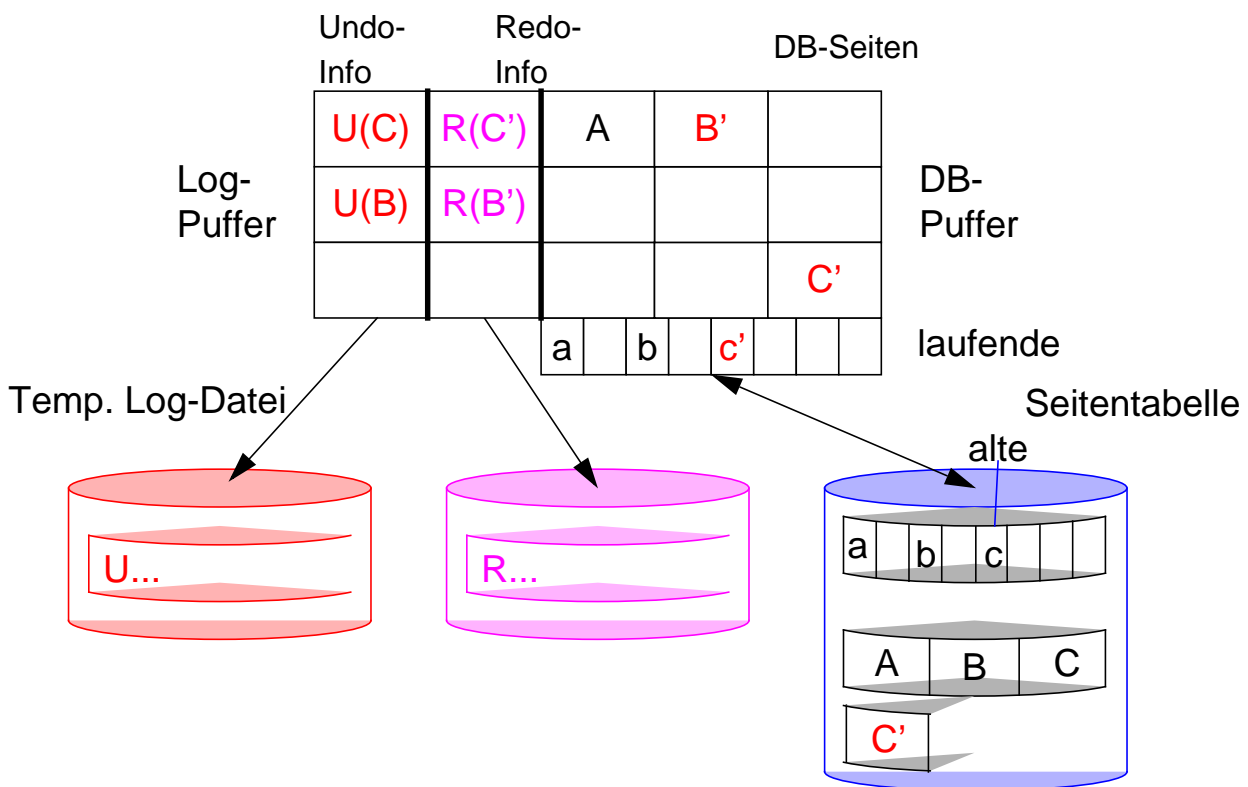 Undo-
Info
Redo-
Info
DB-Seiten
U(C) R(C’) A B’
Log-
Puffer
U(B) R(B’)
DB-
Puffer
C’
a b c’
laufende
Seitentabelle
Temp. Log-Datei
alte
a b c
U...
R...
A B C
C’